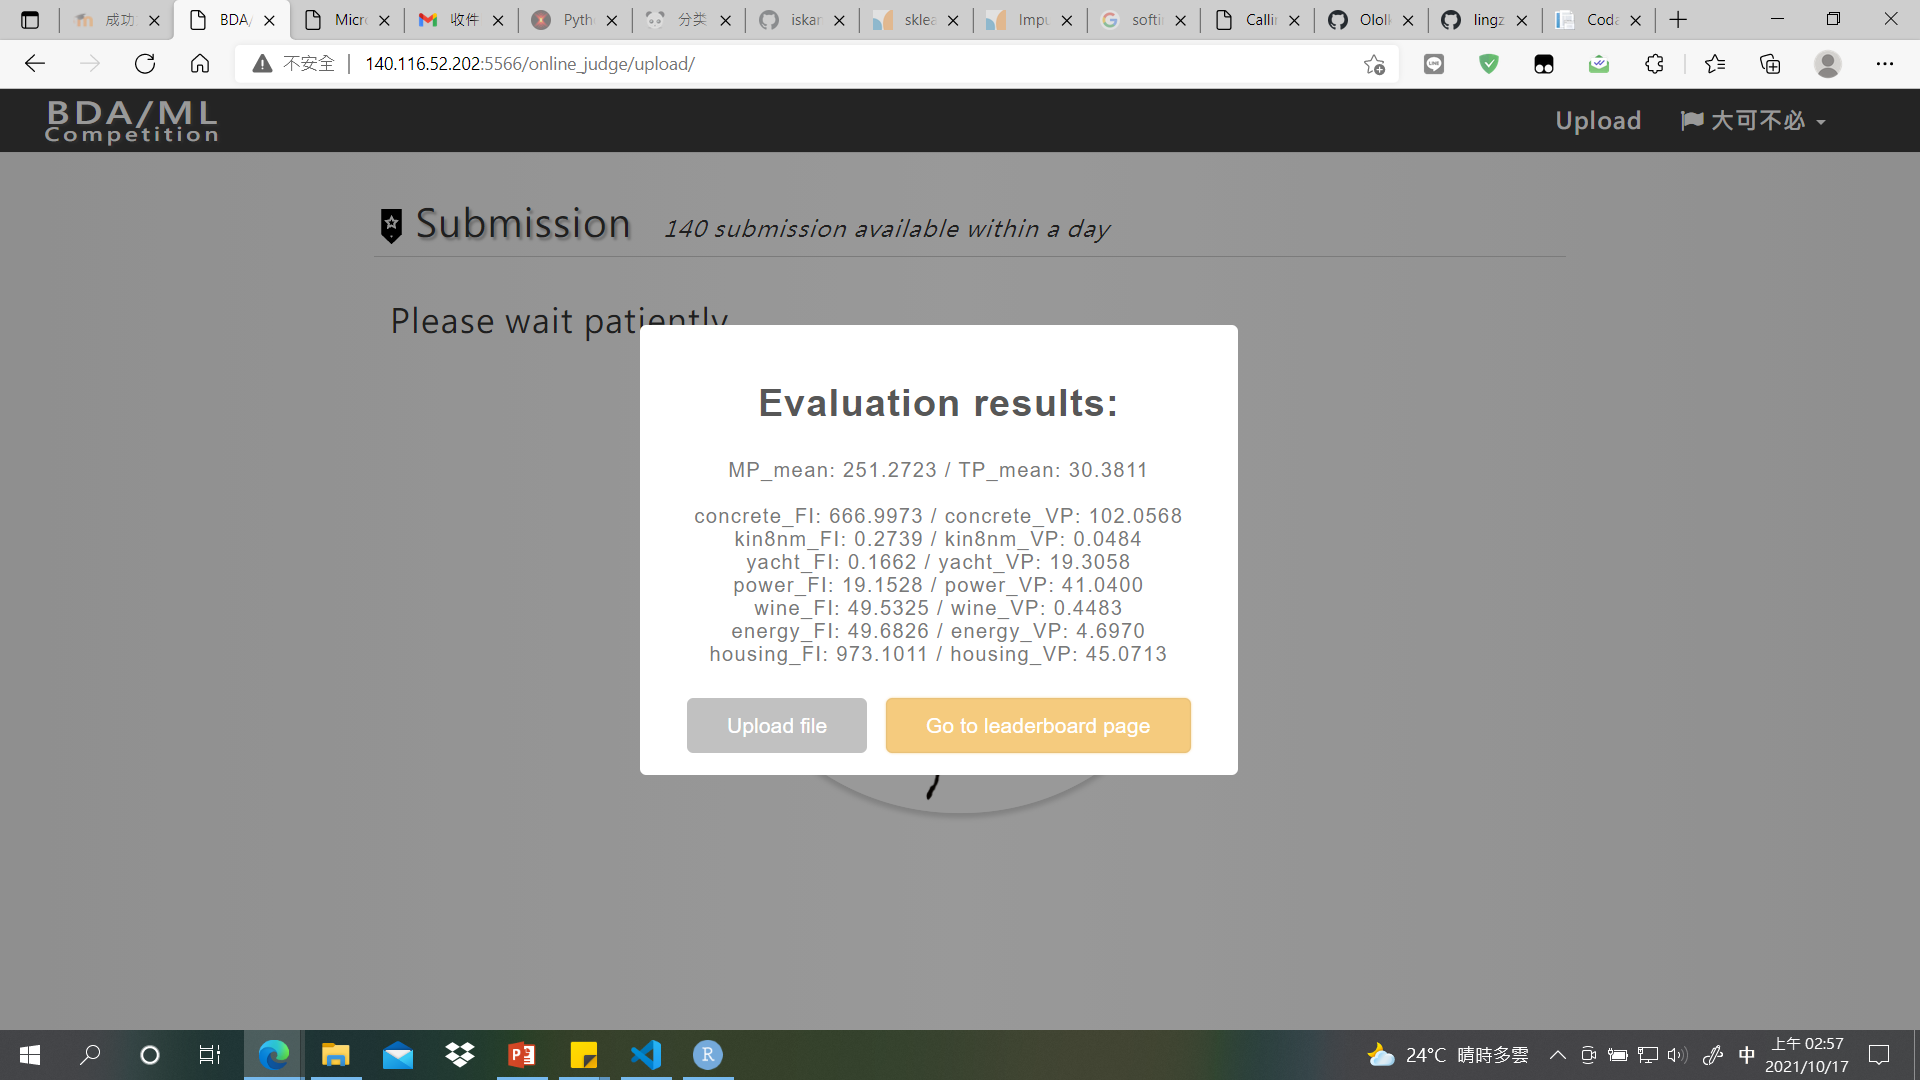 成功
BDA/
Micr
收件
Pyth
分类
iskar
sklea
Impu
softi
Callin
Ololk
lingz
Coda
不安全 | 140.116.52.202:5566/online_judge/upload/
BDA/ML
Competition
Upload
大可不必
Submission 140 submission available within a day
Please wait patiently
Evaluation results:
MP_mean: 251.2723 / TP_mean: 30.3811
concrete_FI: 666.9973 / concrete_VP: 102.0568
kin8nm_FI: 0.2739 / kin8nm_VP: 0.0484
yacht_FI: 0.1662 / yacht_VP: 19.3058
power_FI: 19.1528 / power_VP: 41.0400
wine_FI: 49.5325 / wine_VP: 0.4483
energy_FI: 49.6826 / energy_VP: 4.6970
housing_FI: 973.1011 / housing_VP: 45.0713
Upload file
Go to leaderboard page
24°C 晴時多雲
中
上午 02:57
2021/10/17